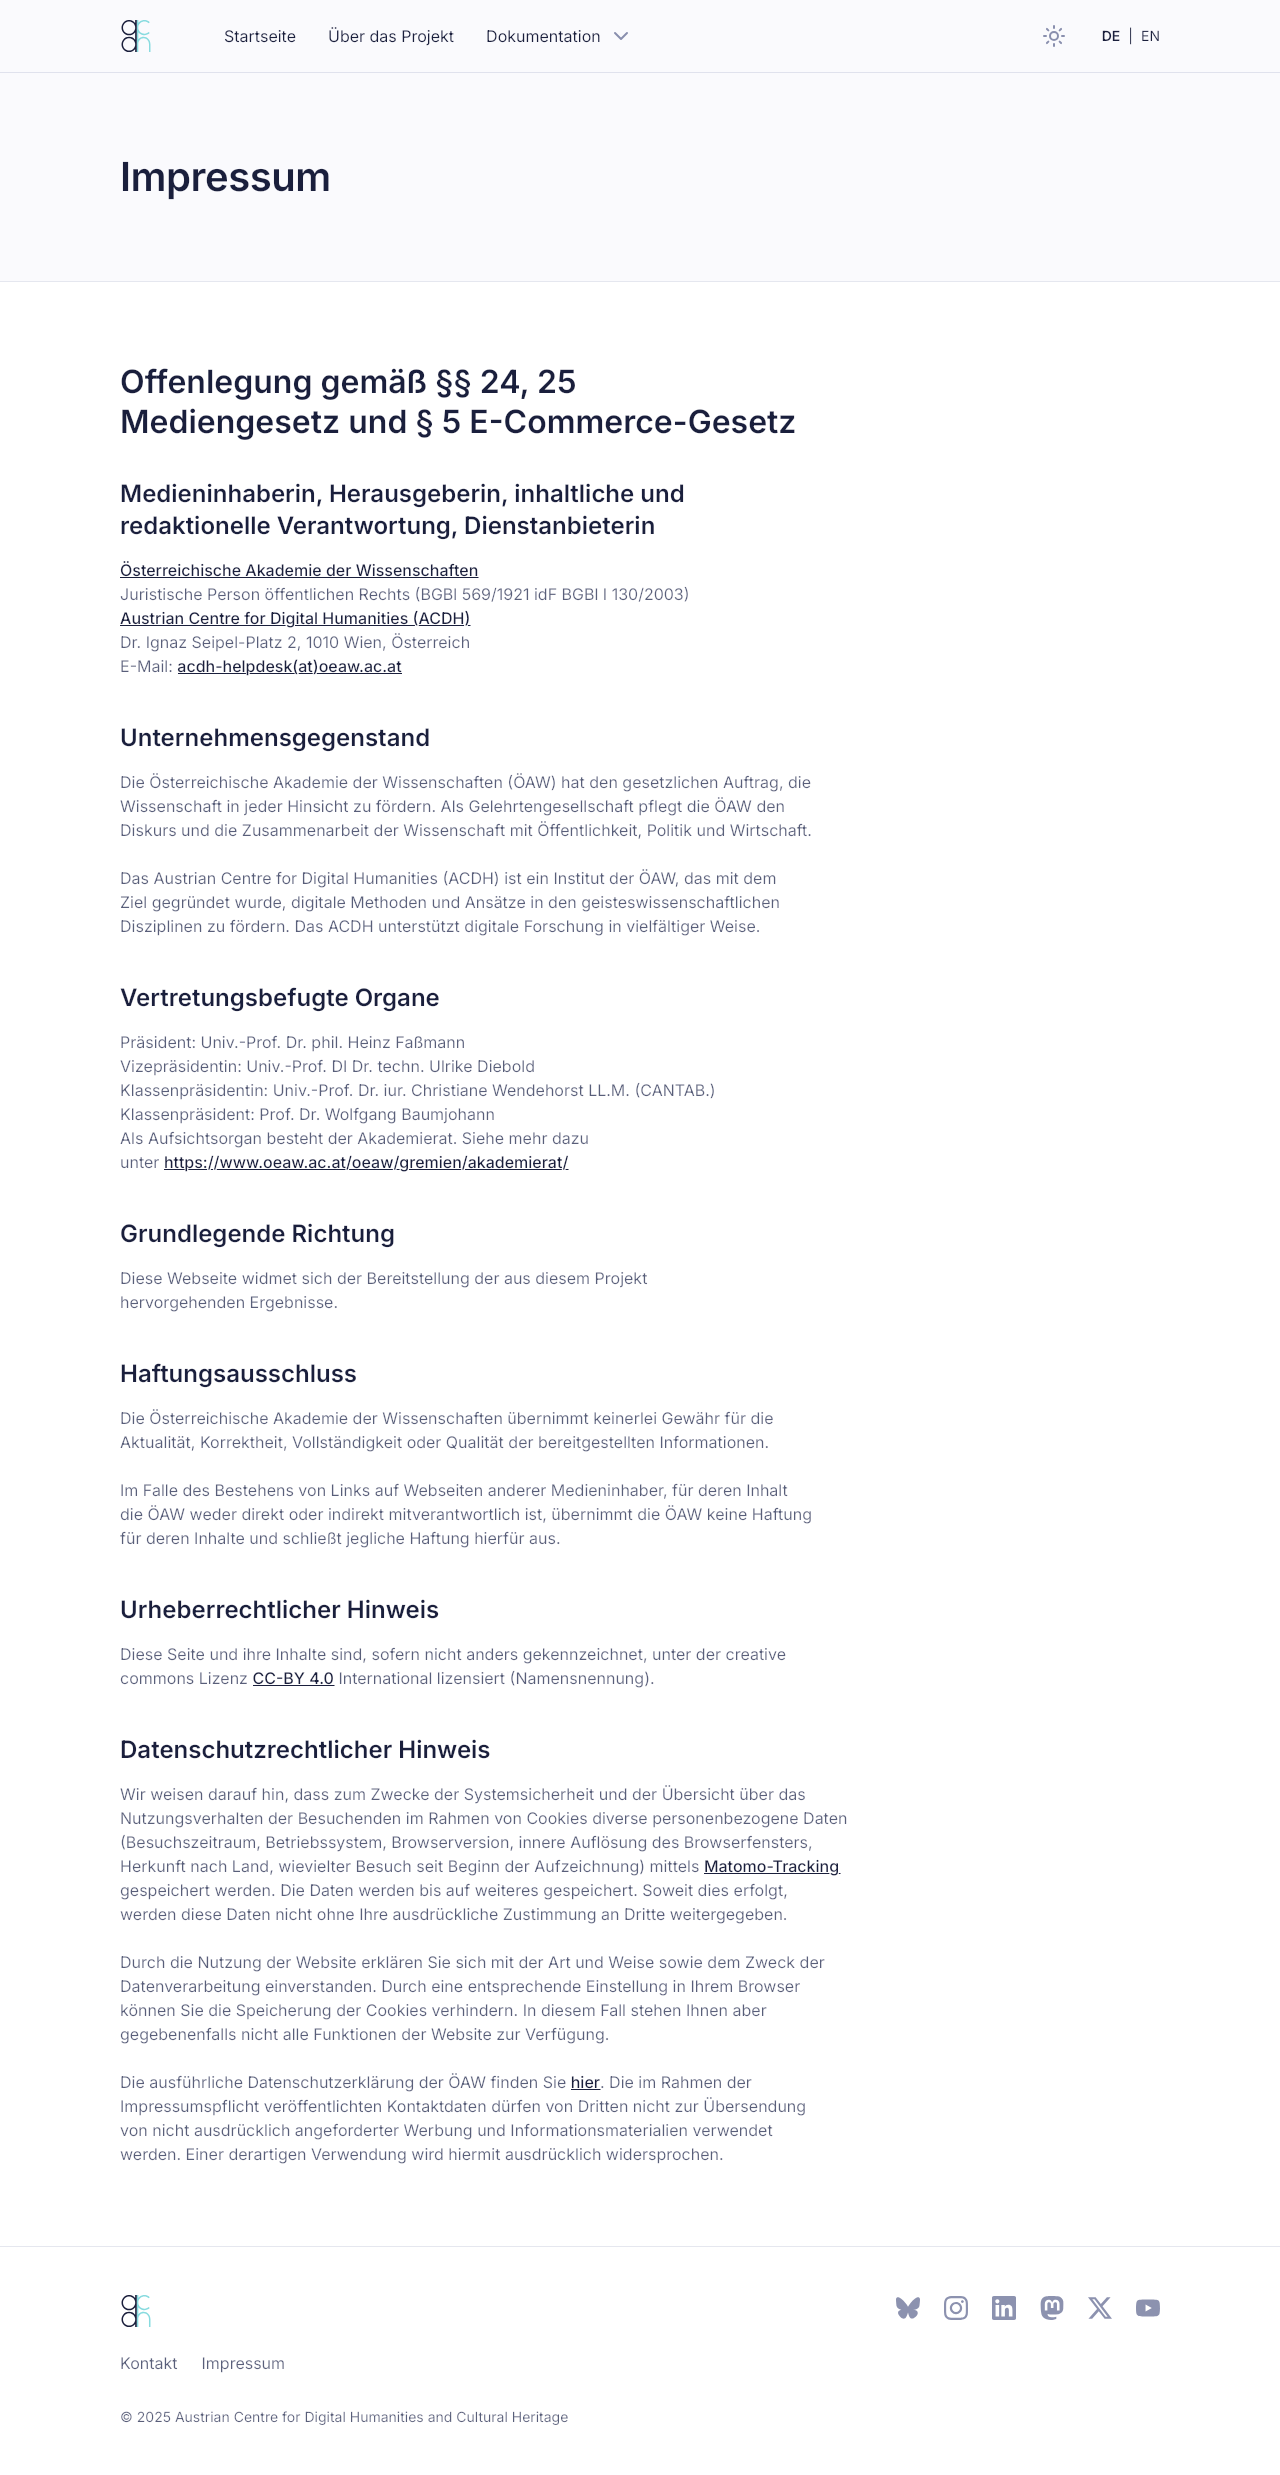 Startseite Über das Projekt Dokumentation DE | EN
Impressum
Offenlegung gemäß §§ 24, 25
Mediengesetz und § 5 E-Commerce-Gesetz
Medieninhaberin, Herausgeberin, inhaltliche und
redaktionelle Verantwortung, Dienstanbieterin
Österreichische Akademie der Wissenschaften
Juristische Person öffentlichen Rechts (BGBl 569/1921 idF BGBl I 130/2003)
Austrian Centre for Digital Humanities (ACDH)
Dr. Ignaz Seipel-Platz 2, 1010 Wien, Österreich
E-Mail: acdh-helpdesk(at)oeaw.ac.at
Unternehmensgegenstand
Die Österreichische Akademie der Wissenschaften (ÖAW) hat den gesetzlichen Auftrag, die
Wissenschaft in jeder Hinsicht zu fördern. Als Gelehrtengesellschaft pflegt die ÖAW den
Diskurs und die Zusammenarbeit der Wissenschaft mit Öffentlichkeit, Politik und Wirtschaft.
Das Austrian Centre for Digital Humanities (ACDH) ist ein Institut der ÖAW, das mit dem
Ziel gegründet wurde, digitale Methoden und Ansätze in den geisteswissenschaftlichen
Disziplinen zu fördern. Das ACDH unterstützt digitale Forschung in vielfältiger Weise.
Vertretungsbefugte Organe
Präsident: Univ.-Prof. Dr. phil. Heinz Faßmann
Vizepräsidentin: Univ.-Prof. DI Dr. techn. Ulrike Diebold
Klassenpräsidentin: Univ.-Prof. Dr. iur. Christiane Wendehorst LL.M. (CANTAB.)
Klassenpräsident: Prof. Dr. Wolfgang Baumjohann
Als Aufsichtsorgan besteht der Akademierat. Siehe mehr dazu
unter https://www.oeaw.ac.at/oeaw/gremien/akademierat/
Grundlegende Richtung
Diese Webseite widmet sich der Bereitstellung der aus diesem Projekt
hervorgehenden Ergebnisse.
Haftungsausschluss
Die Österreichische Akademie der Wissenschaften übernimmt keinerlei Gewähr für die
Aktualität, Korrektheit, Vollständigkeit oder Qualität der bereitgestellten Informationen.
Im Falle des Bestehens von Links auf Webseiten anderer Medieninhaber, für deren Inhalt
die ÖAW weder direkt oder indirekt mitverantwortlich ist, übernimmt die ÖAW keine Haftung
für deren Inhalte und schließt jegliche Haftung hierfür aus.
Urheberrechtlicher Hinweis
Diese Seite und ihre Inhalte sind, sofern nicht anders gekennzeichnet, unter der creative
commons Lizenz CC-BY 4.0 International lizensiert (Namensnennung).
Datenschutzrechtlicher Hinweis
Wir weisen darauf hin, dass zum Zwecke der Systemsicherheit und der Übersicht über das
Nutzungsverhalten der Besuchenden im Rahmen von Cookies diverse personenbezogene Daten
(Besuchszeitraum, Betriebssystem, Browserversion, innere Auflösung des Browserfensters,
Herkunft nach Land, wievielter Besuch seit Beginn der Aufzeichnung) mittels Matomo-Tracking
gespeichert werden. Die Daten werden bis auf weiteres gespeichert. Soweit dies erfolgt,
werden diese Daten nicht ohne Ihre ausdrückliche Zustimmung an Dritte weitergegeben.
Durch die Nutzung der Website erklären Sie sich mit der Art und Weise sowie dem Zweck der
Datenverarbeitung einverstanden. Durch eine entsprechende Einstellung in Ihrem Browser
können Sie die Speicherung der Cookies verhindern. In diesem Fall stehen Ihnen aber
gegebenenfalls nicht alle Funktionen der Website zur Verfügung.
Die ausführliche Datenschutzerklärung der ÖAW finden Sie hier. Die im Rahmen der
Impressumspflicht veröffentlichten Kontaktdaten dürfen von Dritten nicht zur Übersendung
von nicht ausdrücklich angeforderter Werbung und Informationsmaterialien verwendet
werden. Einer derartigen Verwendung wird hiermit ausdrücklich widersprochen.
Kontakt Impressum
© 2025 Austrian Centre for Digital Humanities and Cultural Heritage